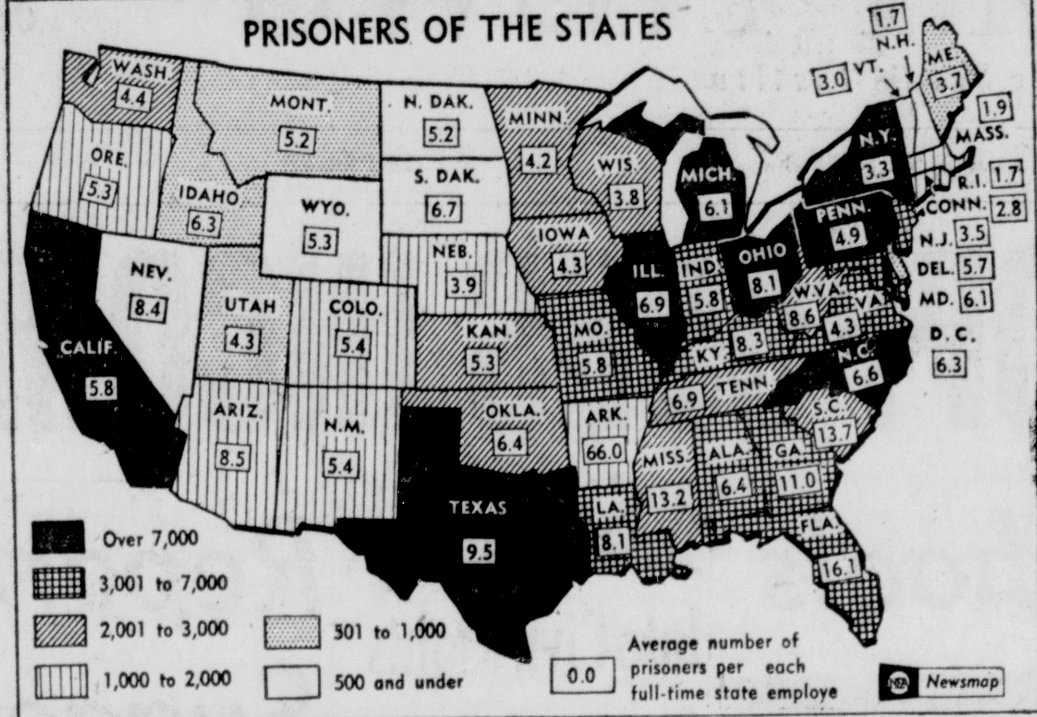 PRISONERS OF THE STATES
1.7
N.H.
WASH.
4.4
MONT.
5.2
N. DAK.
5.2
MINN.
4.2
3.0 VT.
ME.
3.7
1.9
MASS.
ORE.
5.3
IDAHO
6.3
WYO.
5.3
S. DAK.
6.7
WIS.
3.8
MICH.
6.1
N.Y.
3.3
R.I. 1.7
CONN. 2.8
N.J. 3.5
DEL. 5.7
MD. 6.1
D. C.
6.3
NEV.
8.4
UTAH
4.3
COLO.
5.4
NEB.
3.9
IOWA
4.3
ILL.
6.9
IND.
5.8
OHIO
8.1
PENN.
4.9
W.VA.
8.6
VA.
4.3
CALIF.
5.8
KAN.
5.3
MO.
5.8
KY. 8.3
N.C.
6.6
ARIZ.
8.5
N.M.
5.4
OKLA.
6.4
ARK.
66.0
6.9 TENN.
S.C.
13.7
TEXAS
9.5
LA.
8.1
MISS.
13.2
ALA.
6.4
GA.
11.0
FLA.
16.1
Over 7,000
3,001 to 7,000
2,001 to 3,000
1,000 to 2,000
501 to 1,000
500 and under
0.0
Average number of
prisoners per each
full-time state employe
NEA Newsmap